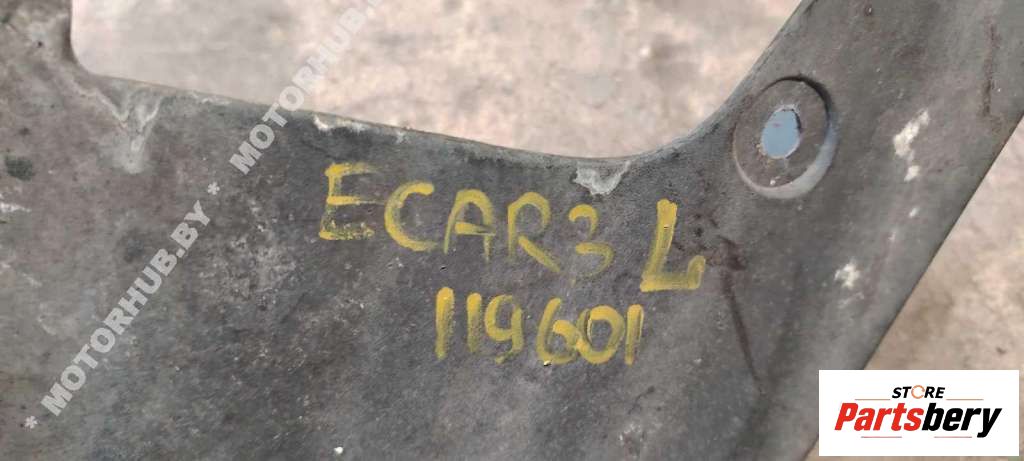 * MOTORHUB.BY * MOTORHUB
ECAR3 L
119601
STORE
Partsbery